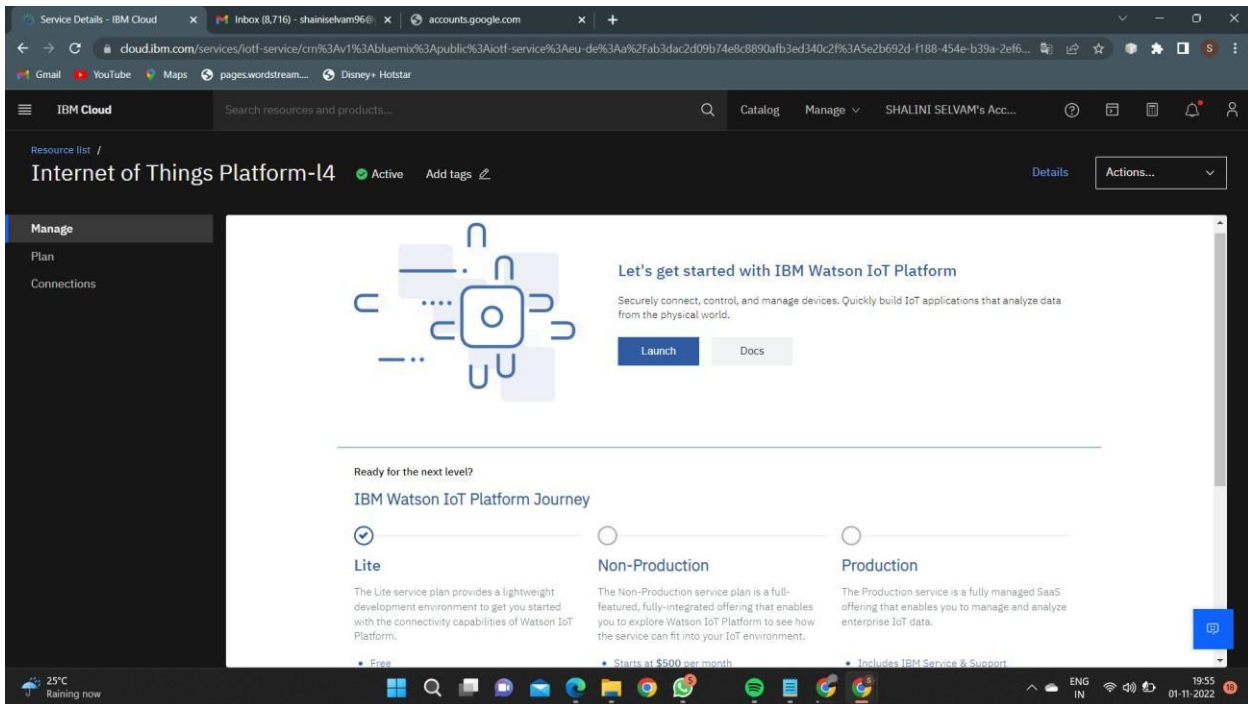 Service Details - IBM Cloud
Inbox (8,716) - shainiselvam96@
accounts.google.com
cloud.ibm.com/services/iotf-service/crn%3Av1%3Abluemix%3Apublic%3Aiotf-service%3Aeu-de%3Aa%2Fab3dac2d09b74e8c8890afb3ed340c2f%3A5e2b692d-f188-454e-b39a-2ef6...
S
Gmail YouTube Maps pages.wordstream.... Disney+ Hotstar
IBM Cloud
Search resources and products...
Catalog Manage SHALINI SELVAM's Acc...
Resource list /
Internet of Things Platform-l4
Active
Add tags
Details
Actions...
Manage
Plan
Connections
Let's get started with IBM Watson IoT Platform
Securely connect, control, and manage devices. Quickly build IoT applications that analyze data
from the physical world.
Launch
Docs
Ready for the next level?
IBM Watson IoT Platform Journey
Lite
The Lite service plan provides a lightweight
development environment to get you started
with the connectivity capabilities of Watson IoT
Platform.
• Free
Non-Production
The Non-Production service plan is a full-
featured, fully-integrated offering that enables
you to explore Watson IoT Platform to see how
the service can fit into your IoT environment.
• Starts at $500 per month
Production
The Production service is a fully managed SaaS
offering that enables you to manage and analyze
enterprise IoT data.
• Includes IBM Service & Support
25°C
Raining now
5
S
ENG
IN
19:55
01-11-2022
18